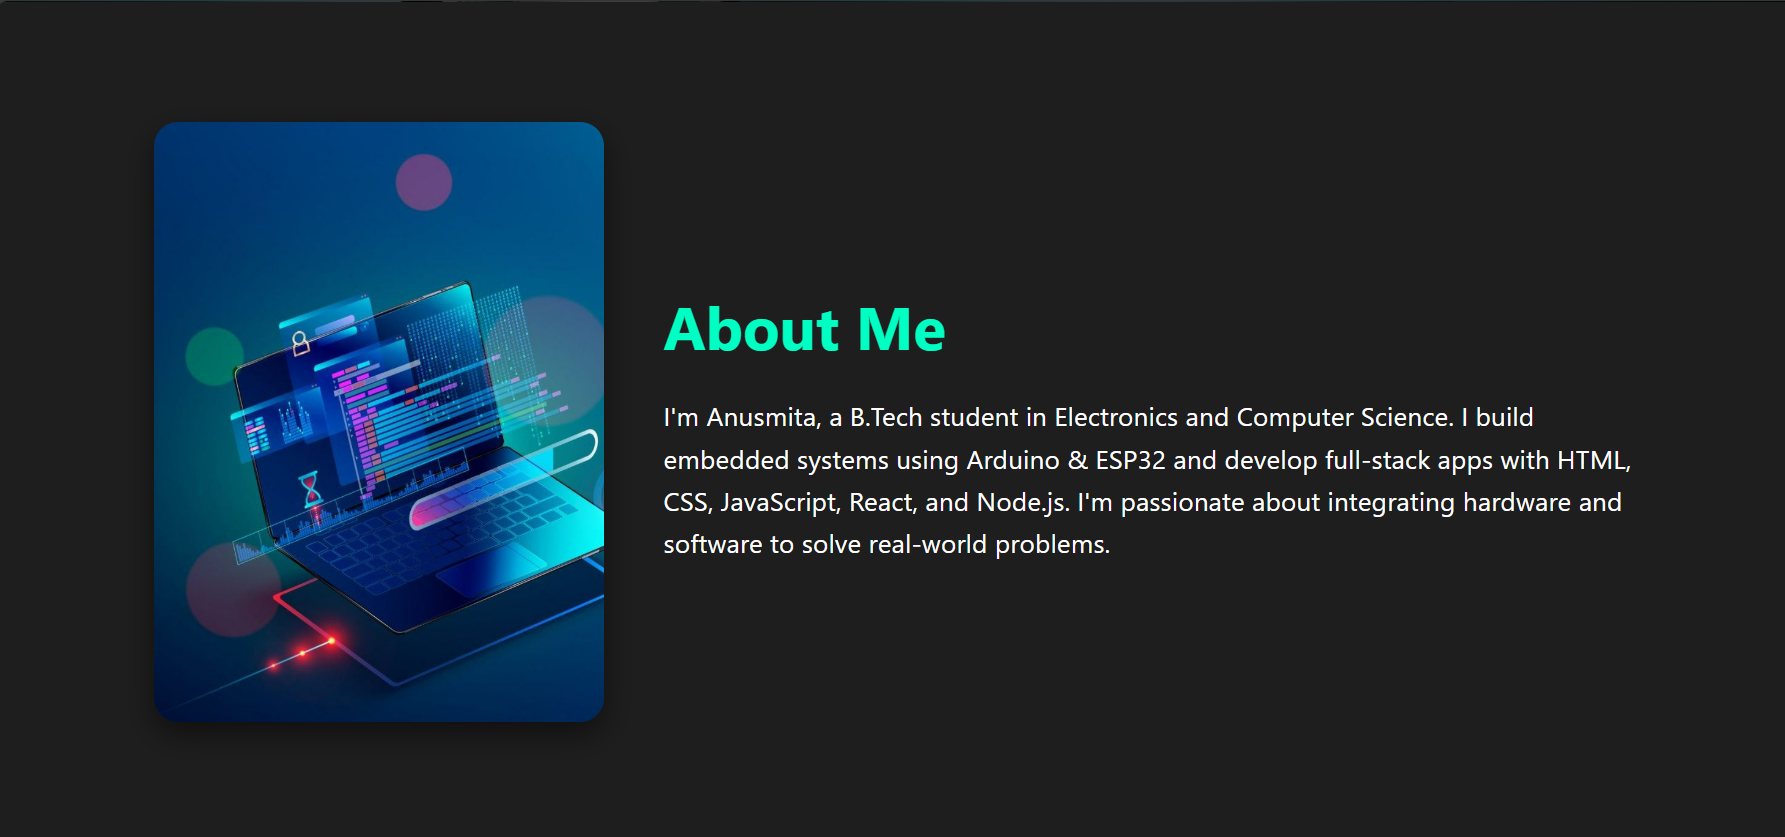 About Me
I'm Anusmita, a B.Tech student in Electronics and Computer Science. I build
embedded systems using Arduino & ESP32 and develop full-stack apps with HTML,
CSS, JavaScript, React, and Node.js. I'm passionate about integrating hardware and
software to solve real-world problems.